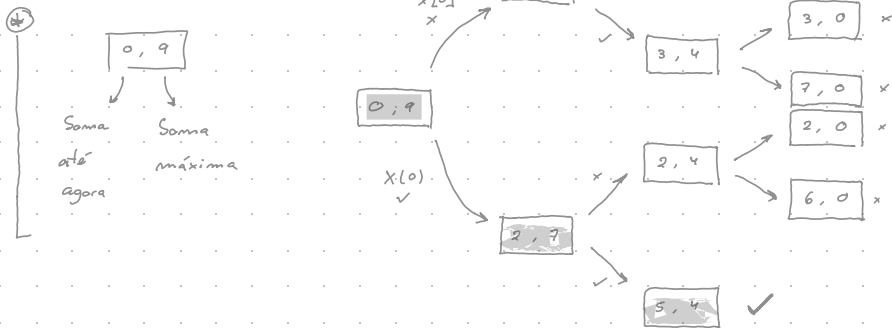 *
0, 9
Soma até agora
Soma máxima
0, 9
X[0]
x
X[0]
✓
2, 7
✓
3, 4
x
2, 4
✓
5, 4
✓
3, 0 x
7, 0 x
2, 0 x
6, 0 x